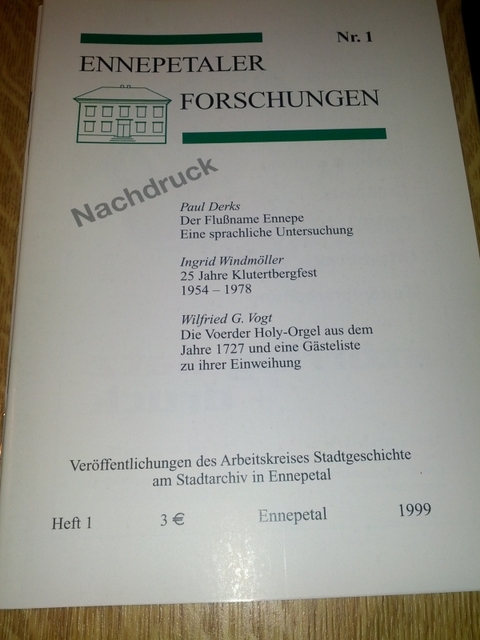 Nr. 1
ENNEPETALER
FORSCHUNGEN
Nachdruck
Paul Derks
Der Flußname Ennepe
Eine sprachliche Untersuchung
Ingrid Windmöller
25 Jahre Klutertbergfest
1954 – 1978
Wilfried G. Vogt
Die Voerder Holy-Orgel aus dem
Jahre 1727 und eine Gästeliste
zu ihrer Einweihung
Veröffentlichungen des Arbeitskreises Stadtgeschichte
am Stadtarchiv in Ennepetal
Heft 1 3 € Ennepetal 1999